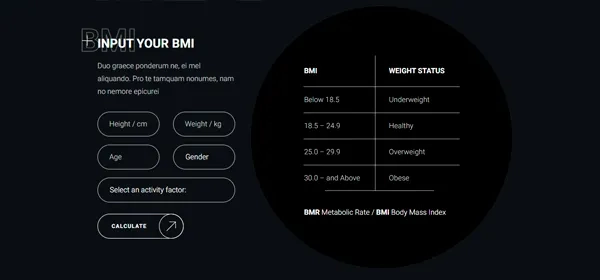 BMI
INPUT YOUR BMI
Duo graece ponderum ne, ei mel
aliquando. Pro te tamquam nonumes, nam
no nemore epicurei
Height / cm
Weight / kg
Age
Gender
Select an activity factor:
CALCULATE
BMI WEIGHT STATUS
Below 18.5 Underweight
18.5 – 24.9 Healthy
25.0 – 29.9 Overweight
30.0 – and Above Obese
BMR Metabolic Rate / BMI Body Mass Index